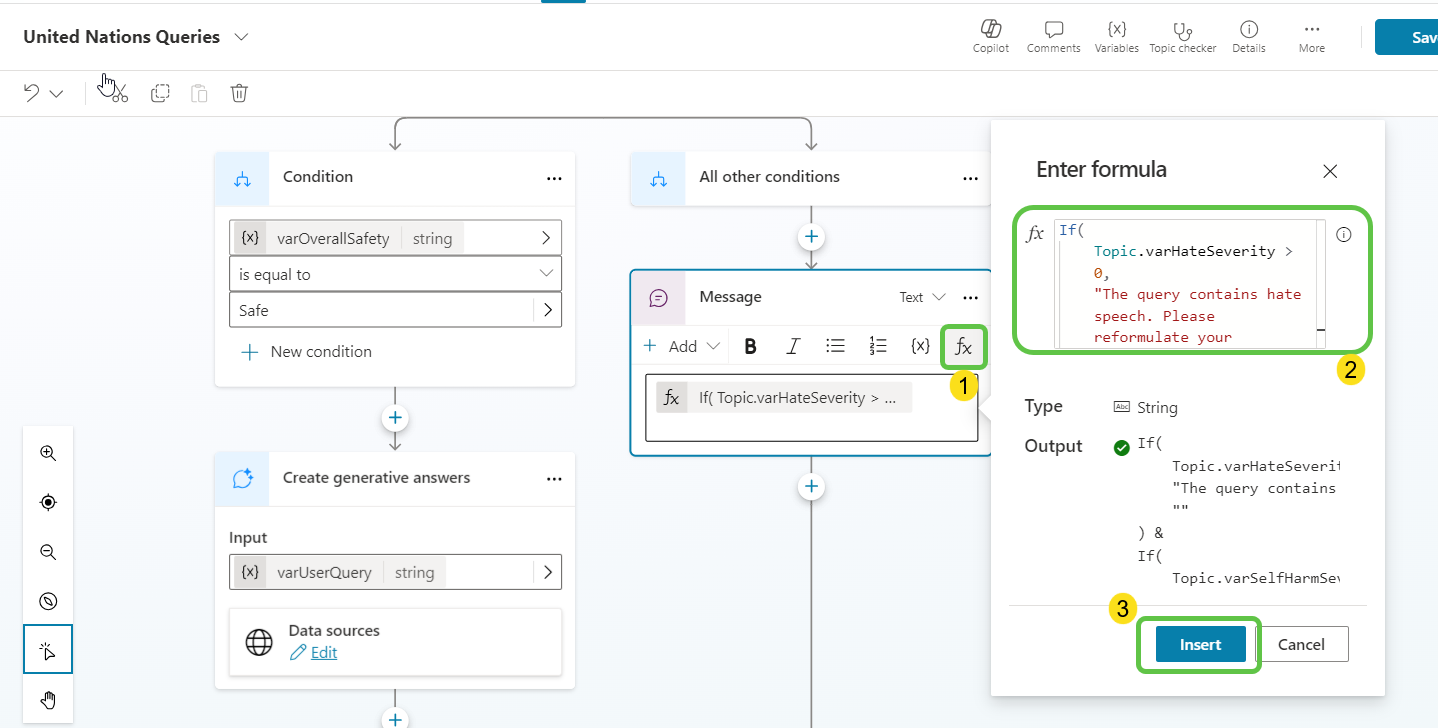 United Nations Queries
Copilot
Comments
{x}
Variables
Topic checker
Details
More
Condition
{x} varOverallSafety string
is equal to
Safe
New condition
Create generative answers
Input
{x} varUserQuery string
Data sources
Edit
All other conditions
Message
Text
+ Add
B I {x} fx
1
fx If( Topic.varHateSeverity > ...
Enter formula
fx If(
Topic.varHateSeverity >
0,
"The query contains hate
speech. Please
reformulate your
2
Type
Abc String
Output
If(
Topic.varHateSeverit
"The query contains
""
) &
If(
Topic.varSelfHarmSev
3
Insert
Cancel